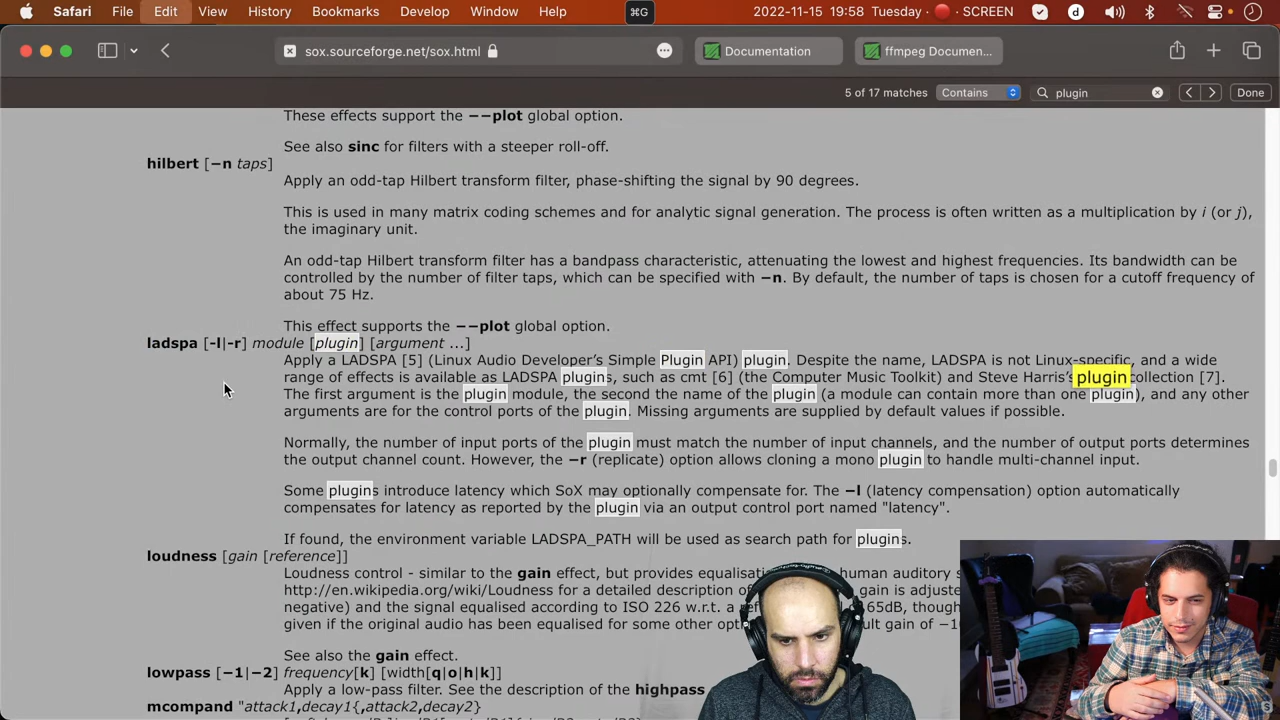 Safari File Edit View History Bookmarks Develop Window Help ⌘G 2022-11-15 19:58 Tuesday SCREEN
sox.sourceforge.net/sox.html Documentation ffmpeg Documen...
5 of 17 matches Contains plugin Done
These effects support the −−plot global option.
See also sinc for filters with a steeper roll-off.
hilbert [−n taps]
Apply an odd-tap Hilbert transform filter, phase-shifting the signal by 90 degrees.
This is used in many matrix coding schemes and for analytic signal generation. The process is often written as a multiplication by i (or j),
the imaginary unit.
An odd-tap Hilbert transform filter has a bandpass characteristic, attenuating the lowest and highest frequencies. Its bandwidth can be
controlled by the number of filter taps, which can be specified with −n. By default, the number of taps is chosen for a cutoff frequency of
about 75 Hz.
This effect supports the −−plot global option.
ladspa [-l|-r] module [plugin] [argument ...]
Apply a LADSPA [5] (Linux Audio Developer's Simple Plugin API) plugin. Despite the name, LADSPA is not Linux-specific, and a wide
range of effects is available as LADSPA plugins, such as cmt [6] (the Computer Music Toolkit) and Steve Harris's plugin collection [7].
The first argument is the plugin module, the second the name of the plugin (a module can contain more than one plugin), and any other
arguments are for the control ports of the plugin. Missing arguments are supplied by default values if possible.
Normally, the number of input ports of the plugin must match the number of input channels, and the number of output ports determines
the output channel count. However, the −r (replicate) option allows cloning a mono plugin to handle multi-channel input.
Some plugins introduce latency which SoX may optionally compensate for. The −l (latency compensation) option automatically
compensates for latency as reported by the plugin via an output control port named "latency".
If found, the environment variable LADSPA_PATH will be used as search path for plugins.
loudness [gain [reference]]
Loudness control - similar to the gain effect, but provides equalisat human auditory s
http://en.wikipedia.org/wiki/Loudness for a detailed description of gain is adjuste
negative) and the signal equalised according to ISO 226 w.r.t. a 65dB, though
given if the original audio has been equalised for some other opt ult gain of −1
See also the gain effect.
lowpass [−1|−2] frequency[k] [width[q|o|h|k]]
Apply a low-pass filter. See the description of the highpass
mcompand "attack1,decay1{,attack2,decay2}